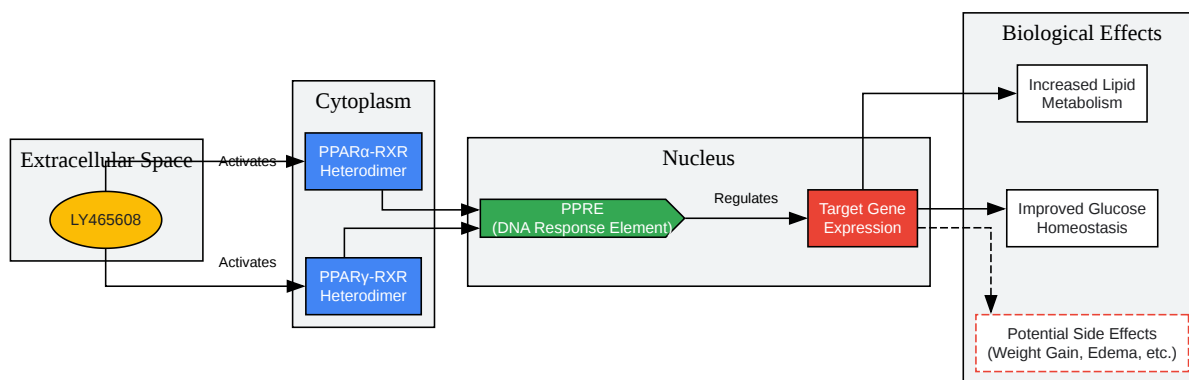 Extracellular Space
LY465608
Activates
Activates
Cytoplasm
PPARα-RXR
Heterodimer
PPARγ-RXR
Heterodimer
Nucleus
PPRE
(DNA Response Element)
Regulates
Target Gene
Expression
Biological Effects
Increased Lipid
Metabolism
Improved Glucose
Homeostasis
Potential Side Effects
(Weight Gain, Edema, etc.)